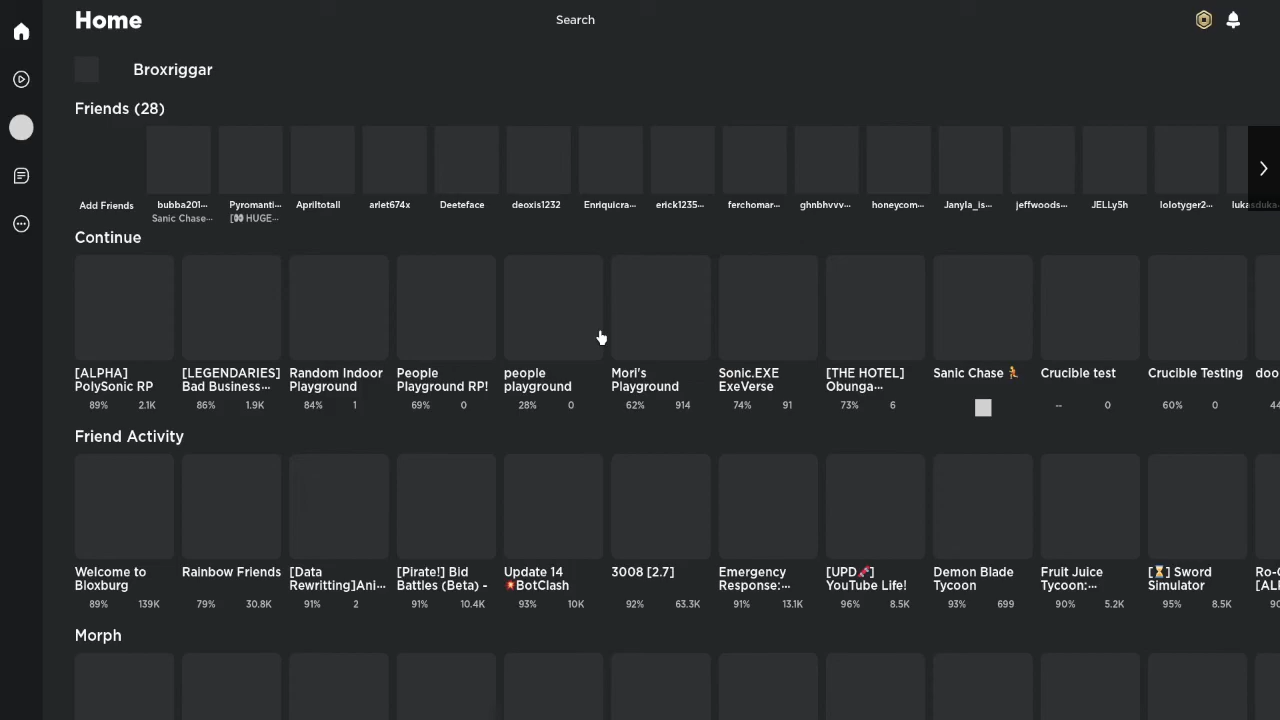 Home
Search
Broxriggar
Friends (28)
Add Friends
bubba201...
Sanic Chase...
Pyromanti...
[👀 HUGE...
Apriltotall
arlet674x
Deeteface
deoxis1232
Enriquicra...
erick1235...
ferchomar...
ghnbhvvv...
honeycom...
Janyla_is...
jeffwoods...
JELLy5h
lolotyger2...
lukasduka
Continue
[ALPHA]
PolySonic RP
89% 2.1K
[LEGENDARIES]
Bad Business...
86% 1.9K
Random Indoor
Playground
84% 1
People
Playground RP!
69% 0
people
playground
28% 0
Mori's
Playground
62% 914
Sonic.EXE
ExeVerse
74% 91
[THE HOTEL]
Obunga...
73% 6
Sanic Chase 🏃
Crucible test
-- 0
Crucible Testing
60% 0
doo
44
Friend Activity
Welcome to
Bloxburg
89% 139K
Rainbow Friends
79% 30.8K
[Data
Rewritting]Ani...
91% 2
[Pirate!] Bid
Battles (Beta) -
91% 10.4K
Update 14
💥BotClash
93% 10K
3008 [2.7]
92% 63.3K
Emergency
Response:...
91% 13.1K
[UPD🧨]
YouTube Life!
96% 8.5K
Demon Blade
Tycoon
93% 699
Fruit Juice
Tycoon:...
90% 5.2K
[⌛] Sword
Simulator
95% 8.5K
Ro-
[AL
90
Morph